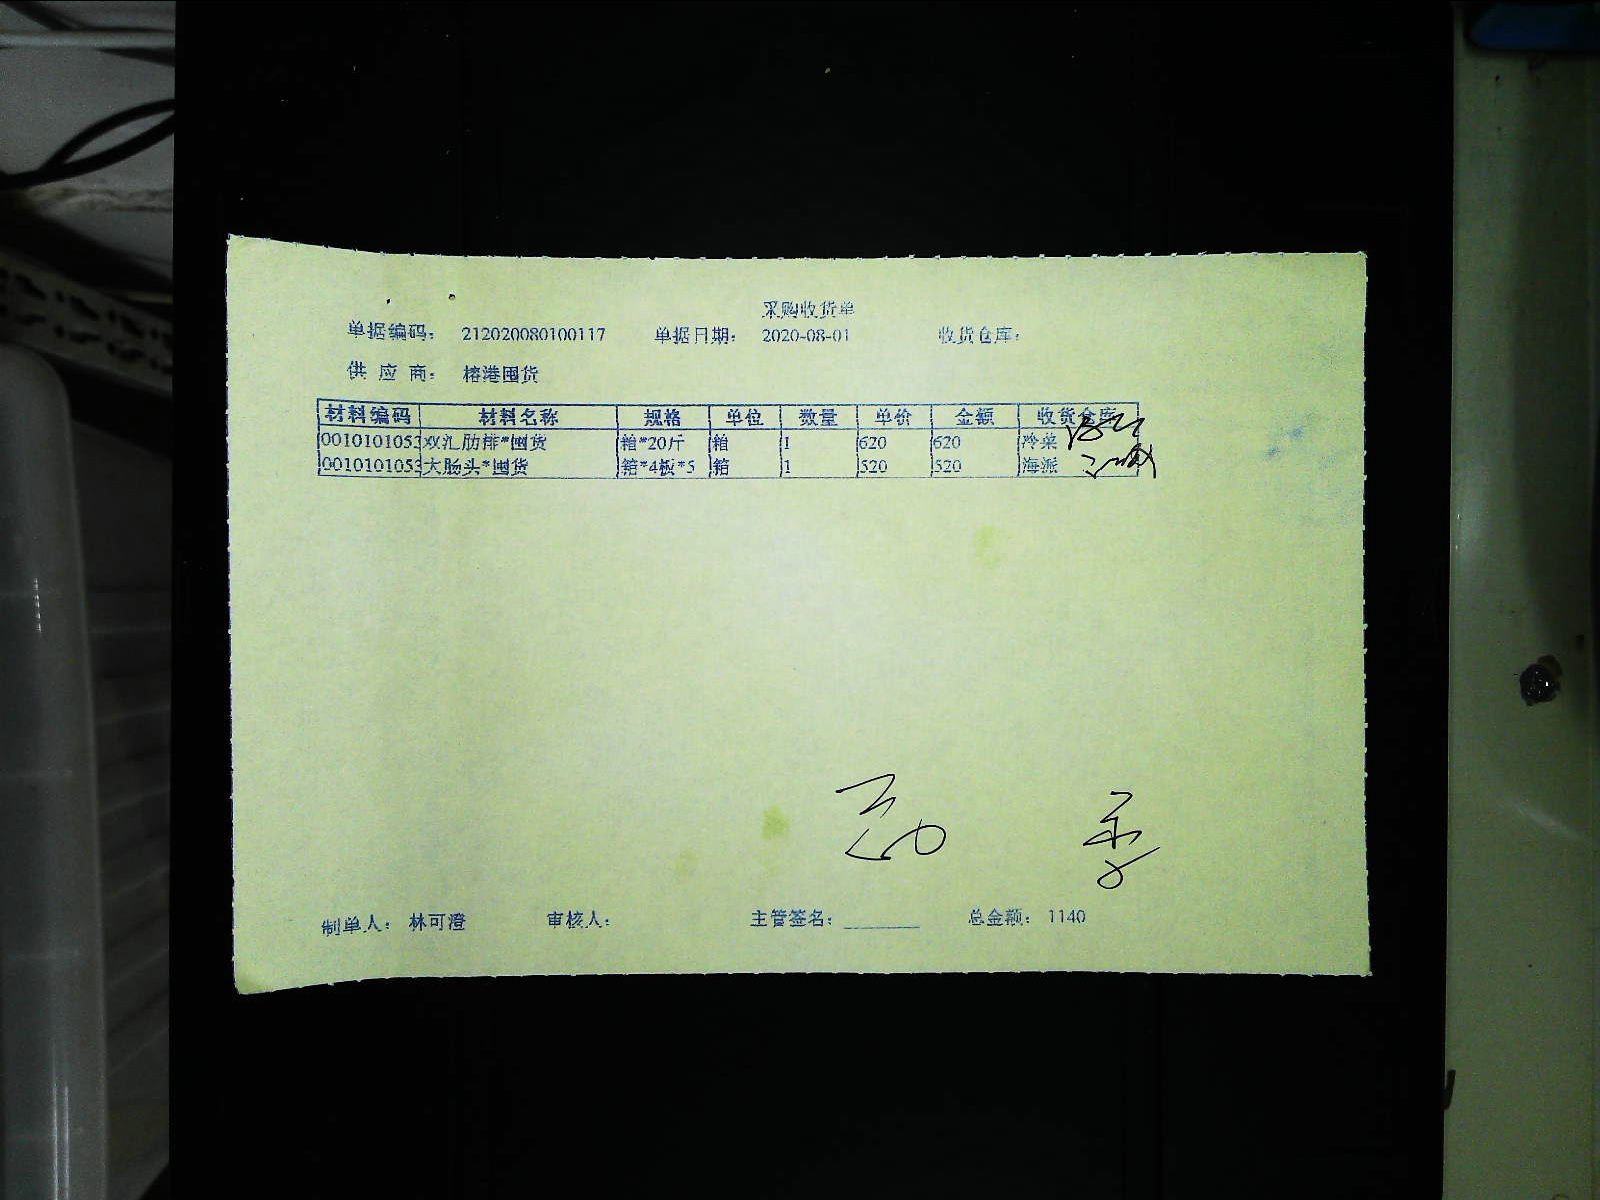 采购收货单
单据编码： 212020080100117 单据日期： 2020-08-01 收货仓库：
供 应 商： 榕港囤货
材料编码 材料名称 规格 单位 数量 单价 金额 收货仓库
0010101053 双汇肋排*囤货 箱*20斤 箱 1 620 620 冷菜
0010101053 大肠头*囤货 箱*4板*5 箱 1 520 520 海派
制单人： 林可澄 审核人： 主管签名： ________ 总金额： 1140